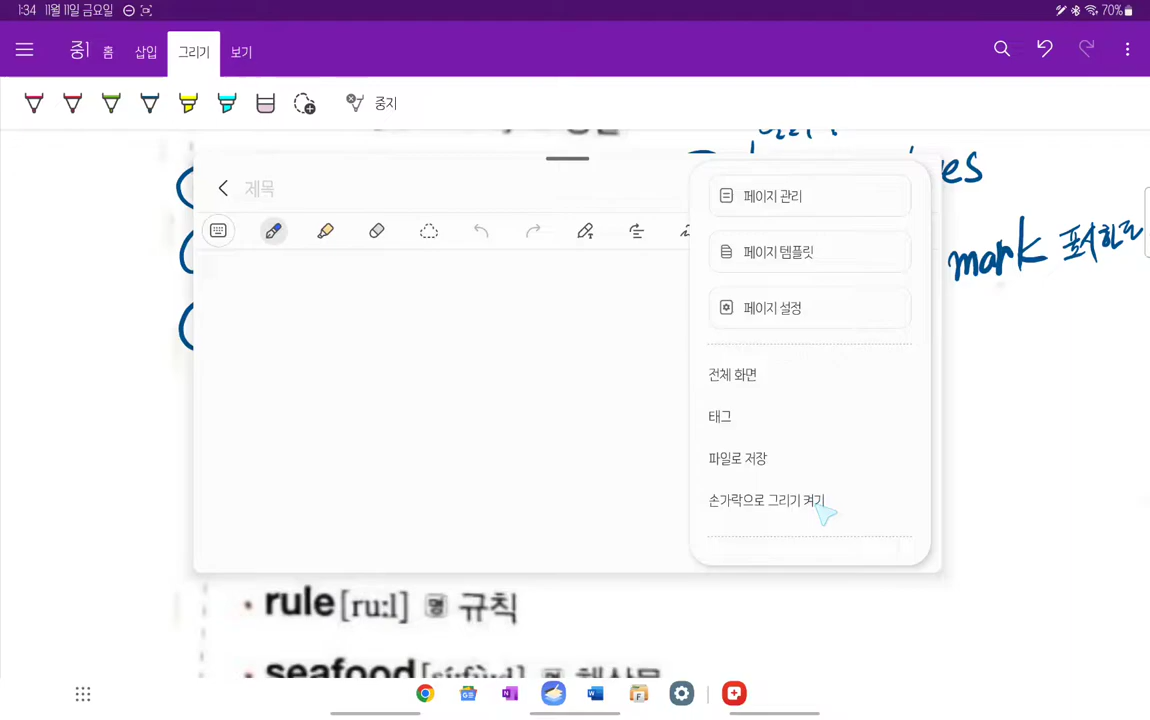 1:34 11월 11일 금요일
70%
중1 홈 삽입 그리기 보기
중지
제목
페이지 관리
페이지 템플릿
페이지 설정
mark 표시하다
전체 화면
태그
파일로 저장
손가락으로 그리기 켜기
rule [ru:l] 명 규칙
seafood